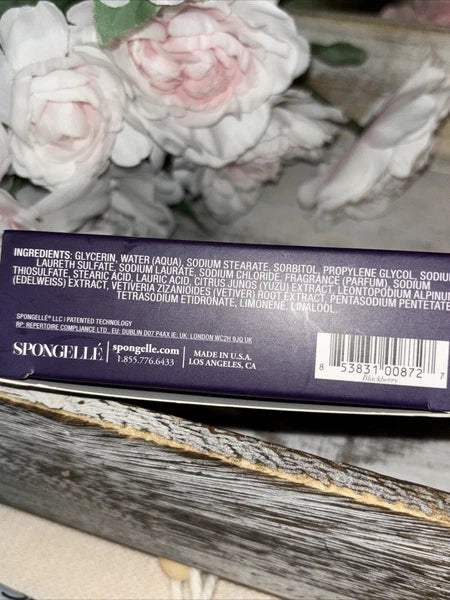 INGREDIENTS: GLYCERIN, WATER (AQUA), SODIUM STEARATE, SORBITOL, PROPYLENE GLYCOL, SODIUM
LAURETH SULFATE, SODIUM LAURATE, SODIUM CHLORIDE, FRAGRANCE (PARFUM), SODIUM
THIOSULFATE, STEARIC ACID, LAURIC ACID, CITRUS JUNOS (YUZU) EXTRACT, LEONTOPODIUM ALPINUM
(EDELWEISS) EXTRACT, VETIVERIA ZZANIOIDES (VETIVER) ROOT EXTRACT, PENTASODIUM PENTETATE,
TETRASODIUM ETIDRONATE, LIMONENE, LINALOOL.
SPONGELLÉ® LLC | PATENTED TECHNOLOGY
RP: REPERTOIRE COMPLIANCE LTD., EU: DUBLIN D07 P4AX IE; UK: LONDON WC2H 9JQ UK
SPONGELLÉ
spongelle.com
1.855.776.6433
MADE IN U.S.A.
LOS ANGELES, CA
8 53831 00872 7
Blackberry